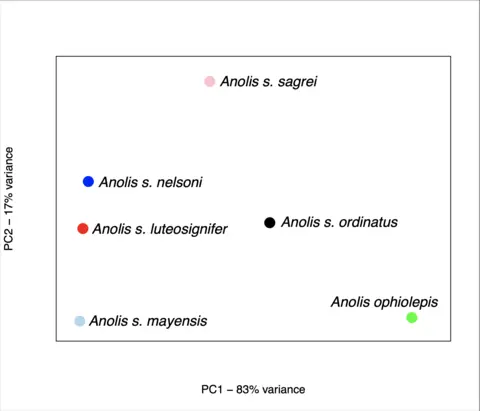 Anolis s. sagrei
Anolis s. nelsoni
Anolis s. luteosignifer
Anolis s. ordinatus
Anolis ophiolepis
Anolis s. mayensis
PC2 – 17% variance
PC1 – 83% variance